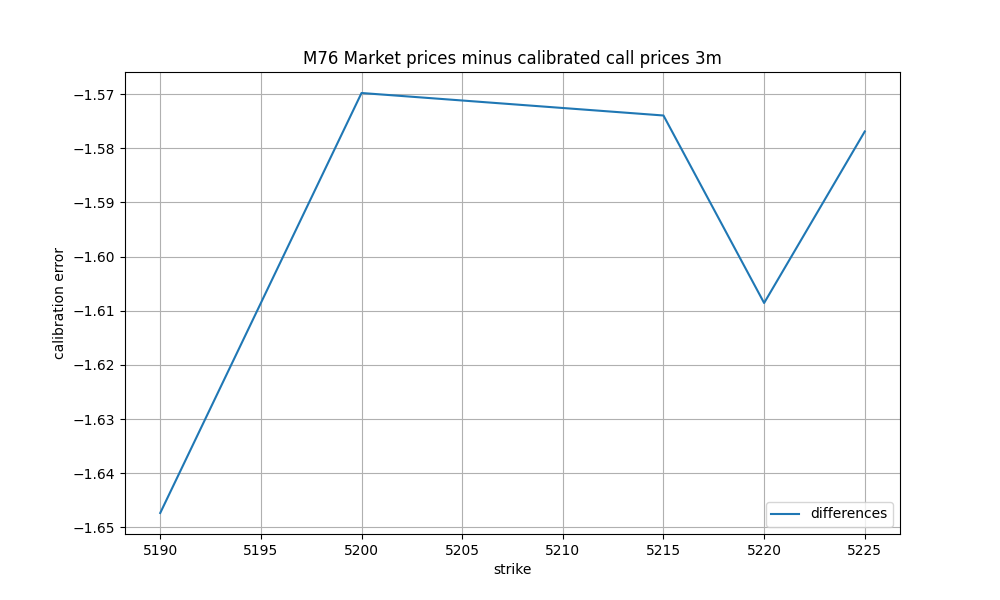 M76 Market prices minus calibrated call prices 3m
−1.57
−1.58
−1.59
−1.60
−1.61
−1.62
−1.63
−1.64
−1.65
calibration error
differences
5190 5195 5200 5205 5210 5215 5220 5225
strike